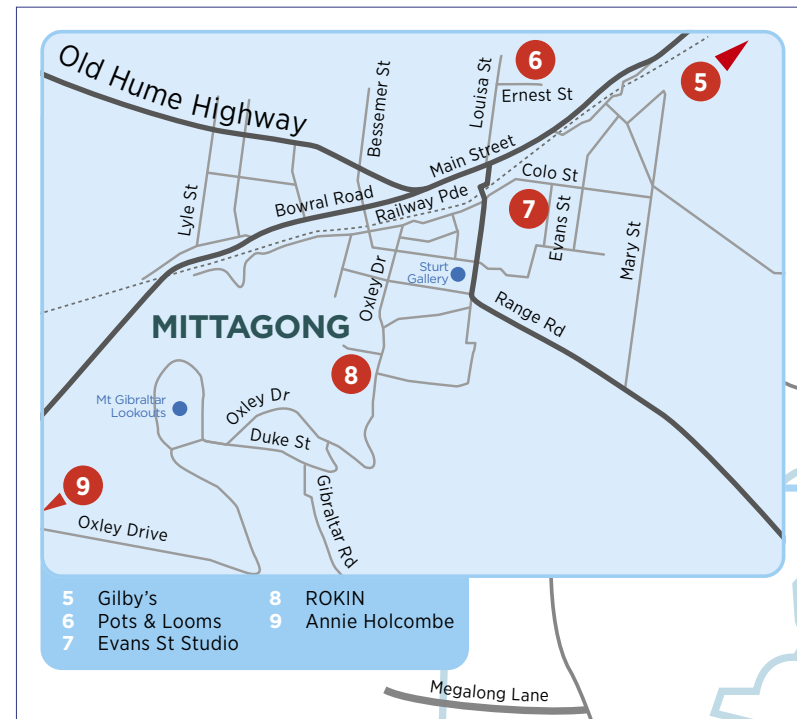 Old Hume Highway
Bessemer St
Louisa St
6
Ernest St
5
Main Street
Lyle St
Bowral Road
Railway Pde
Colo St
7
Evans St
Mary St
Oxley Dr
Sturt
Gallery
MITTAGONG
Range Rd
8
Mt Gibraltar
Lookouts
Oxley Dr
Duke St
9
Gibraltar Rd
Oxley Drive
5 Gilby's
6 Pots & Looms
7 Evans St Studio
8 ROKIN
9 Annie Holcombe
Megalong Lane